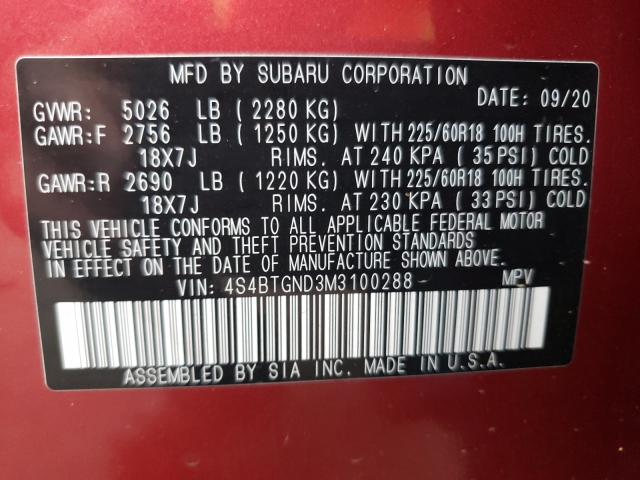 MFD BY SUBARU CORPORATION
GVWR: 5026 LB ( 2280 KG) DATE: 09/20
GAWR:F 2756 LB ( 1250 KG) WITH 225/60R18 100H TIRES.
18X7J RIMS. AT 240 KPA ( 35 PSI) COLD
GAWR:R 2690 LB ( 1220 KG) WITH 225/60R18 100H TIRES.
18X7J RIMS. AT 230 KPA ( 33 PSI) COLD
THIS VEHICLE CONFORMS TO ALL APPLICABLE FEDERAL MOTOR
VEHICLE SAFETY AND THEFT PREVENTION STANDARDS
IN EFFECT ON THE DATE OF MANUFACTURE SHOWN ABOVE.
VIN: 4S4BTGND3M3100288 MPV
ASSEMBLED BY SIA INC. MADE IN U.S.A.